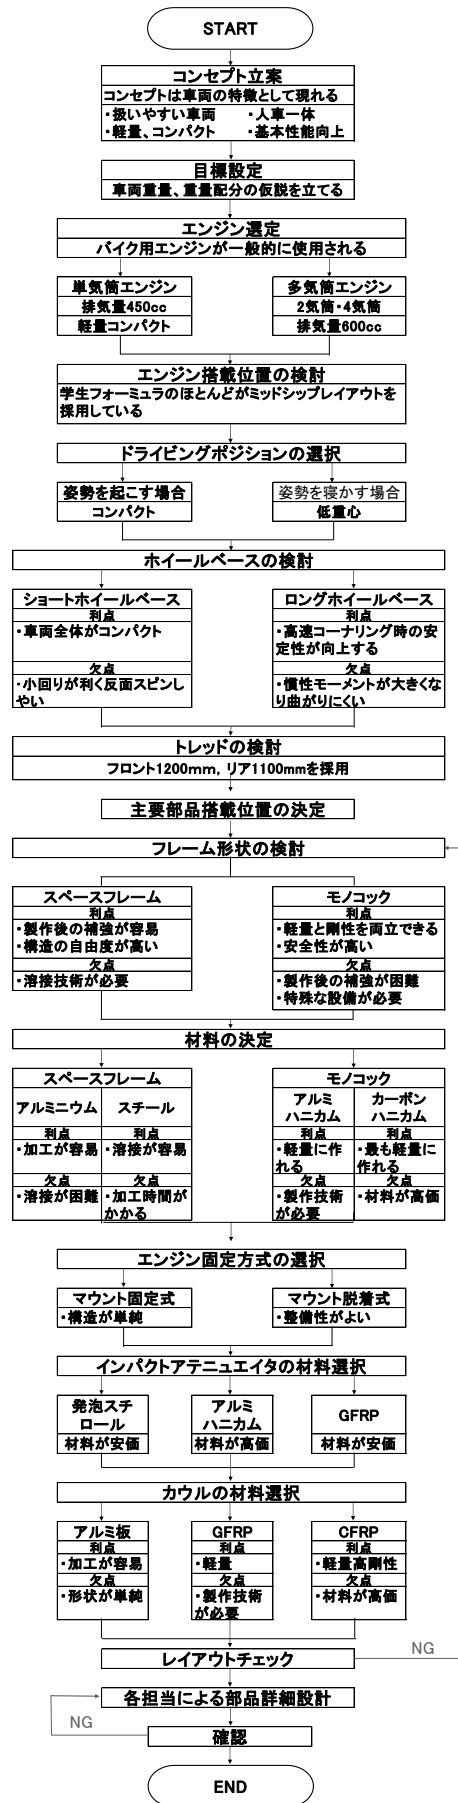 START
コンセプト立案
コンセプトは車両の特徴として現れる
・扱いやすい車両 ・人車一体
・軽量、コンパクト ・基本性能向上
目標設定
車両重量、重量配分の仮説を立てる
エンジン選定
バイク用エンジンが一般的に使用される
単気筒エンジン
排気量450cc
軽量コンパクト
多気筒エンジン
2気筒・4気筒
排気量600cc
エンジン搭載位置の検討
学生フォーミュラのほとんどがミッドシップレイアウトを
採用している
ドライビングポジションの選択
姿勢を起こす場合
コンパクト
姿勢を寝かす場合
低重心
ホイールベースの検討
ショートホイールベース
利点
・車両全体がコンパクト
欠点
・小回りが利く反面スピンし
やい
ロングホイールベース
利点
・高速コーナリング時の安
定性が向上する
欠点
・慣性モーメントが大きくな
り曲がりにくい
トレッドの検討
フロント1200mm，リア1100mmを採用
主要部品搭載位置の決定
フレーム形状の検討
スペースフレーム
利点
・製作後の補強が容易
・構造の自由度が高い
欠点
・溶接技術が必要
モノコック
利点
・軽量と剛性を両立できる
・安全性が高い
欠点
・製作後の補強が困難
・特殊な設備が必要
材料の決定
スペースフレーム
アルミニウム
利点
・加工が容易
欠点
・溶接が困難
スチール
利点
・溶接が容易
欠点
・加工時間が
かかる
モノコック
アルミ
ハニカム
利点
・軽量に作
れる
欠点
・製作技術
が必要
カーボン
ハニカム
利点
・最も軽量に
作れる
欠点
・材料が高価
エンジン固定方式の選択
マウント固定式
・構造が単純
マウント脱着式
・整備性がよい
インパクトアテニュエイタの材料選択
発泡スチ
ロール
材料が安価
アルミ
ハニカム
材料が高価
GFRP
材料が安価
カウルの材料選択
アルミ板
利点
・加工が容易
欠点
・形状が単純
GFRP
利点
・軽量
欠点
・製作技術
が必要
CFRP
利点
・軽量高剛性
欠点
・材料が高価
レイアウトチェック
NG
各担当による部品詳細設計
NG
確認
END